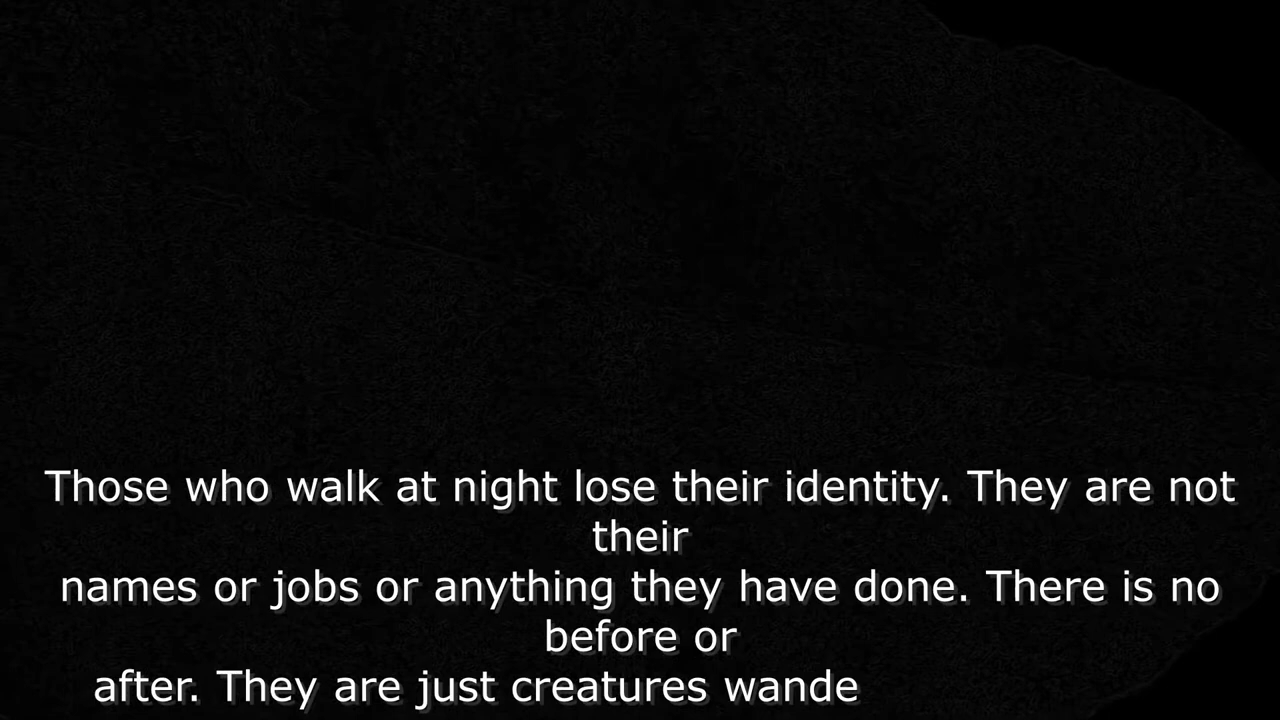 Those who walk at night lose their identity. They are not
their
names or jobs or anything they have done. There is no
before or
after. They are just creatures wande